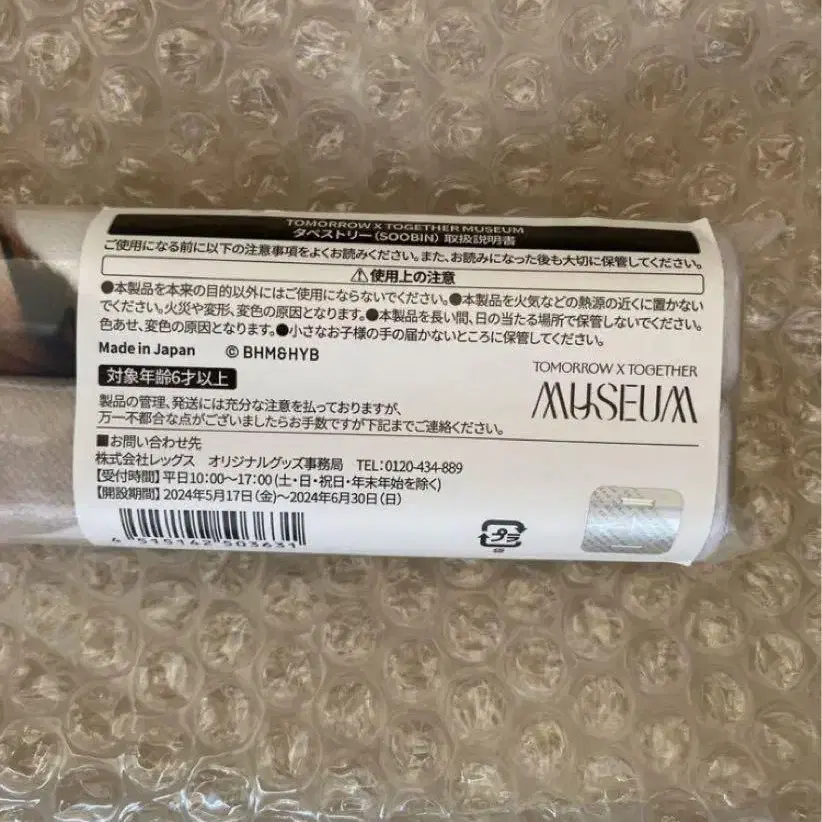 TOMORROW X TOGETHER MUSEUM
タペストリー(SOOBIN) 取扱説明書
ご使用になる前に以下の注意事項をよくお読みください。また、お読みになった後も大切に保管してください。
⚠使用上の注意
●本製品を本来の目的以外にはご使用にならないでください。●本製品を火気などの熱源の近くに置かない
でください。火災や変形、変色の原因となります。●本製品を長い間、日の当たる場所で保管しないでください。
色あせ、変色の原因となります。●小さなお子様の手の届かないところに保管してください。
Made in Japan © BHM&HYB
対象年齢6才以上
TOMORROW X TOGETHER
MUSEUM
製品の管理、発送には充分な注意を払っておりますが、
万一不都合な点がございましたらお手数ですが下記までご連絡ください。
■お問い合わせ先
株式会社レッグス オリジナルグッズ事務局 TEL:0120-434-889
【受付時間】平日10:00〜17:00(土・日・祝日・年末年始を除く)
【開設期間】2024年5月17日(金)〜2024年6月30日(日)
4 515142 503631
プラ
袋